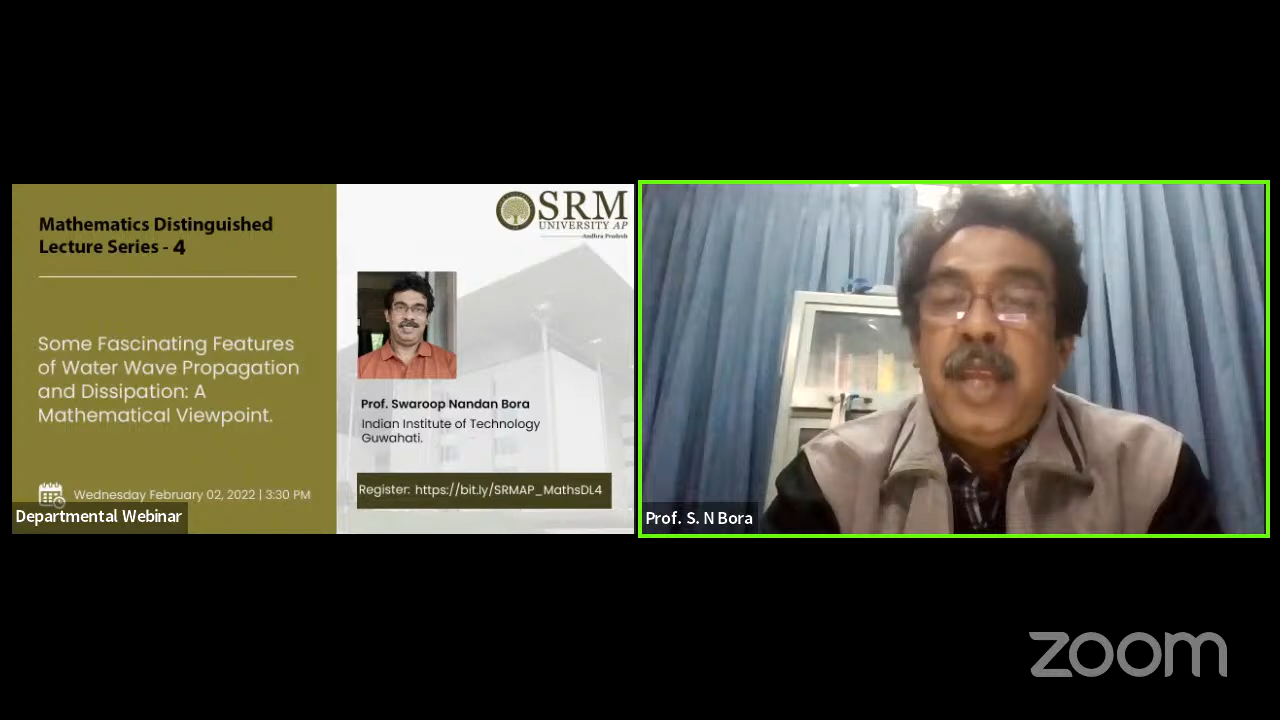 Mathematics Distinguished
Lecture Series - 4
Some Fascinating Features
of Water Wave Propagation
and Dissipation: A
Mathematical Viewpoint.
Wednesday February 02, 2022 | 3:30 PM
Departmental Webinar
SRM
UNIVERSITY AP
Andhra Pradesh
Prof. Swaroop Nandan Bora
Indian Institute of Technology
Guwahati.
Register: https://bit.ly/SRMAP_MathsDL4
Prof. S. N Bora
zoom